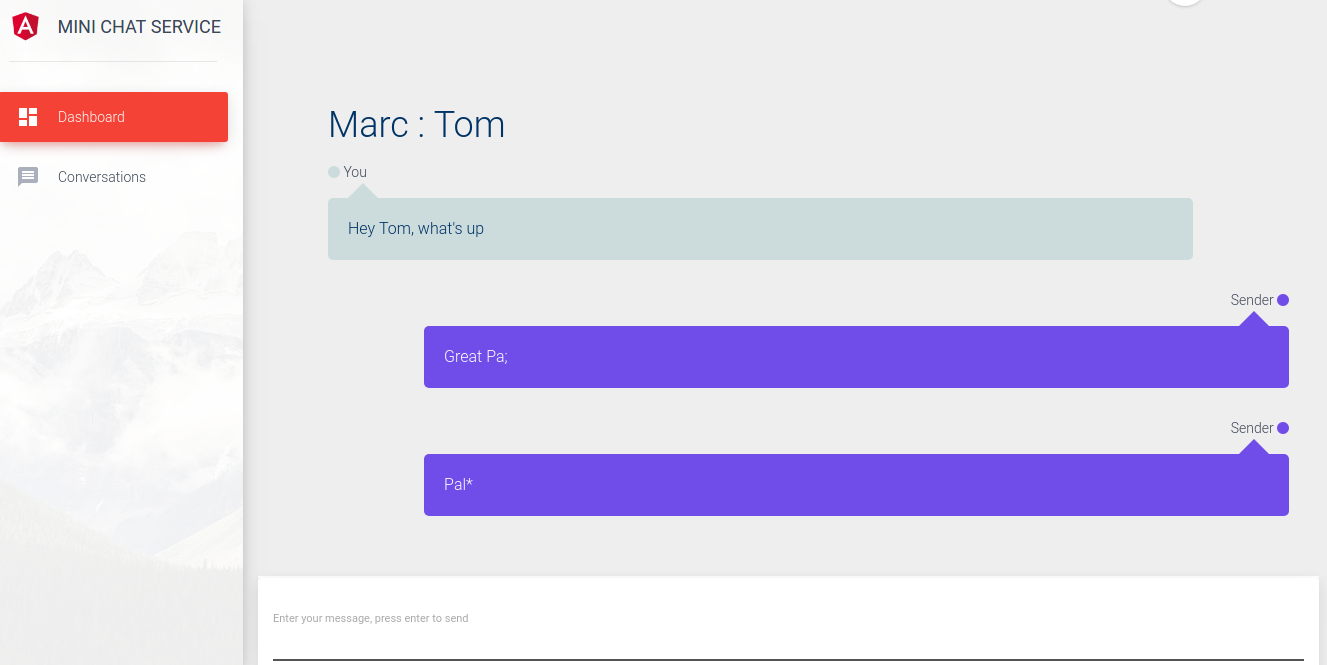 MINI CHAT SERVICE
Dashboard
Conversations
Marc : Tom
You
Hey Tom, what's up
Sender
Great Pa;
Sender
Pal*
Enter your message, press enter to send